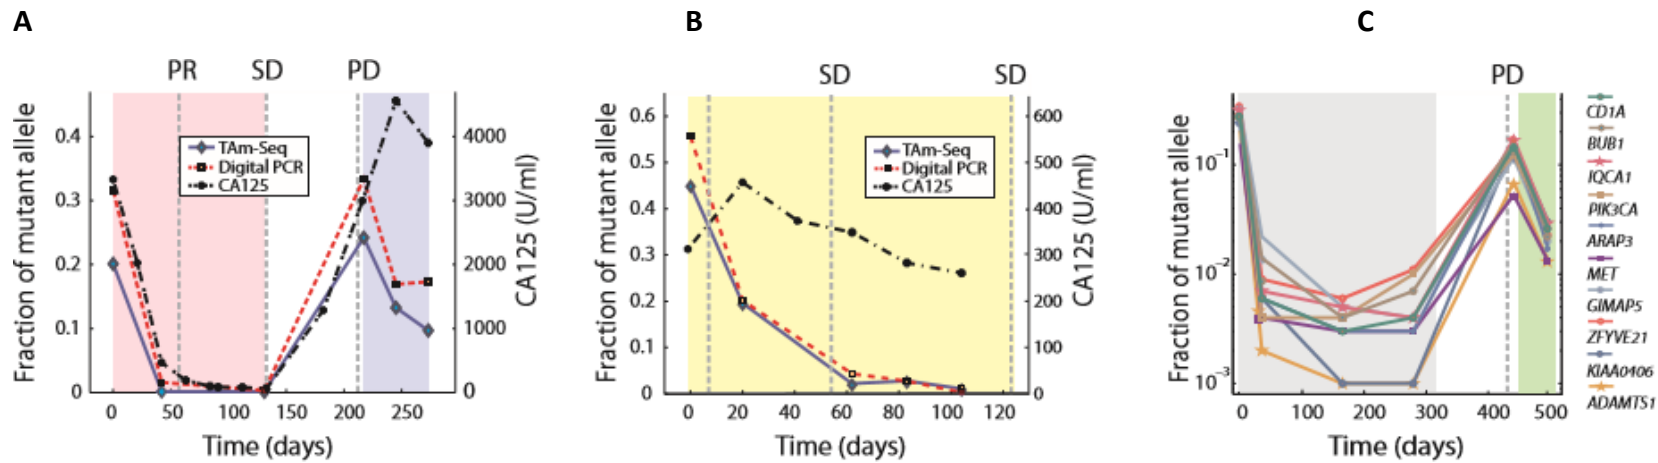 A
B
C
PR
SD
PD
Fraction of mutant allele
0.4
0.3
0.2
0.1
0
TAm-Seq
Digital PCR
CA125
4000
3000
2000
1000
0
CA125 (U/ml)
0
50
100
150
200
250
Time (days)
SD
SD
Fraction of mutant allele
0.6
0.5
0.4
0.3
0.2
0.1
0
TAm-Seq
Digital PCR
CA125
600
500
400
300
200
100
0
CA125 (U/ml)
0
20
40
60
80
100
120
Time (days)
PD
Fraction of mutant allele
10-1
10-2
10-3
0
100
200
300
400
500
Time (days)
CD1A
BUB1
IQCA1
PIK3CA
ARAP3
MET
GIMAP5
ZFYVE21
KIAA0406
ADAMTS1